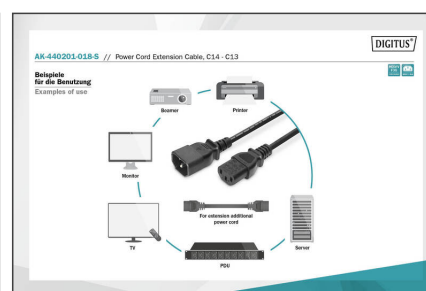 DIGITUS®
AK-440201-018-S // Power Cord Extension Cable, C14 - C13
Beispiele
für die Benutzung
Examples of use
Beamer
Printer
Monitor
For extension additional
power cord
TV
PDU
Server